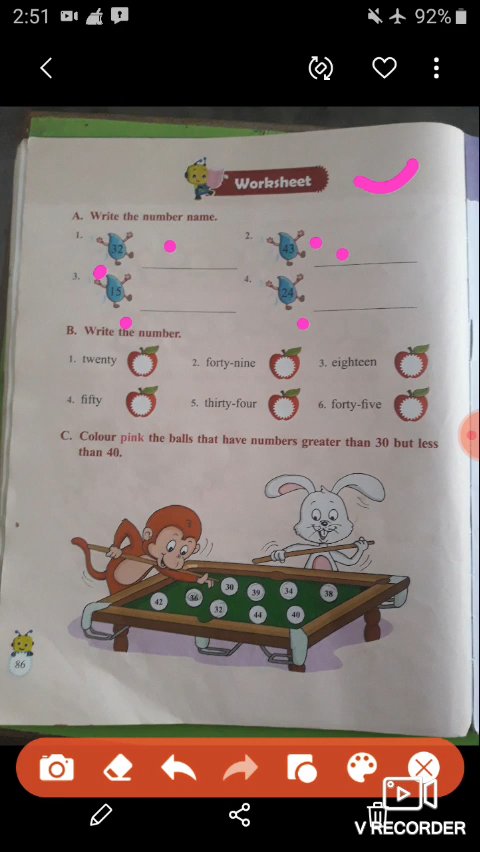 2:51
92%
Worksheet
A. Write the number name.
1. 32 2. 43
3. 15 4. 24
B. Write the number.
1. twenty 2. forty-nine 3. eighteen
4. fifty 5. thirty-four 6. forty-five
C. Colour pink the balls that have numbers greater than 30 but less
than 40.
30 39 34 38
42 36 32 44 40
86
V RECORDER